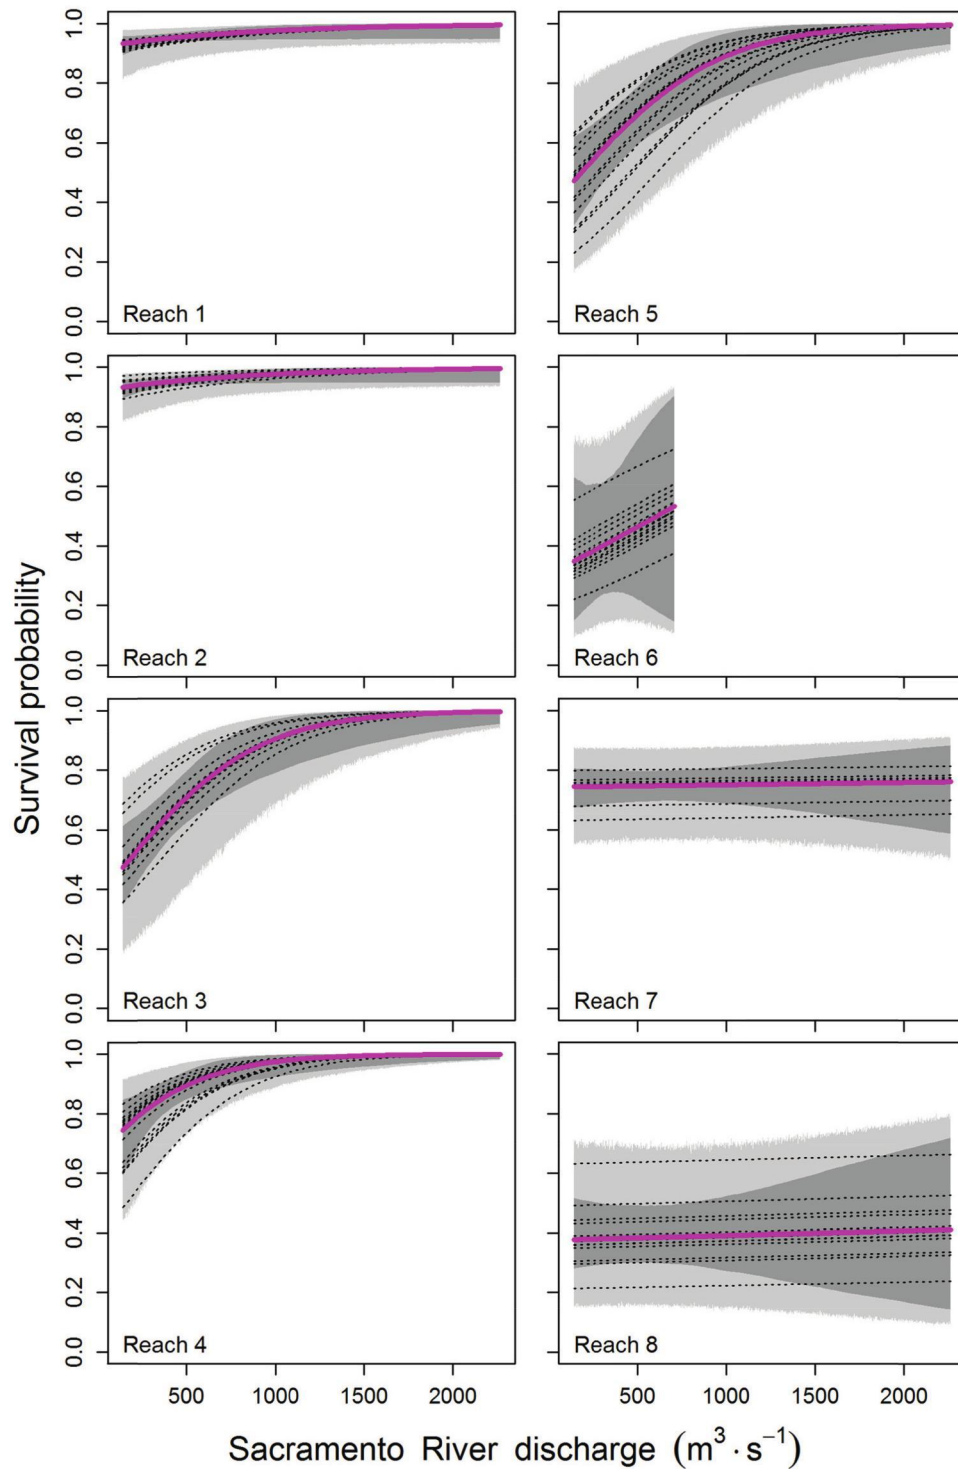 Survival probability
1.0
0.8
0.6
0.4
0.2
0.0
Reach 1
Reach 5
1.0
0.8
0.6
0.4
0.2
0.0
Reach 2
Reach 6
1.0
0.8
0.6
0.4
0.2
0.0
Reach 3
Reach 7
1.0
0.8
0.6
0.4
0.2
0.0
Reach 4
Reach 8
500 1000 1500 2000 500 1000 1500 2000
Sacramento River discharge (m³·s⁻¹)